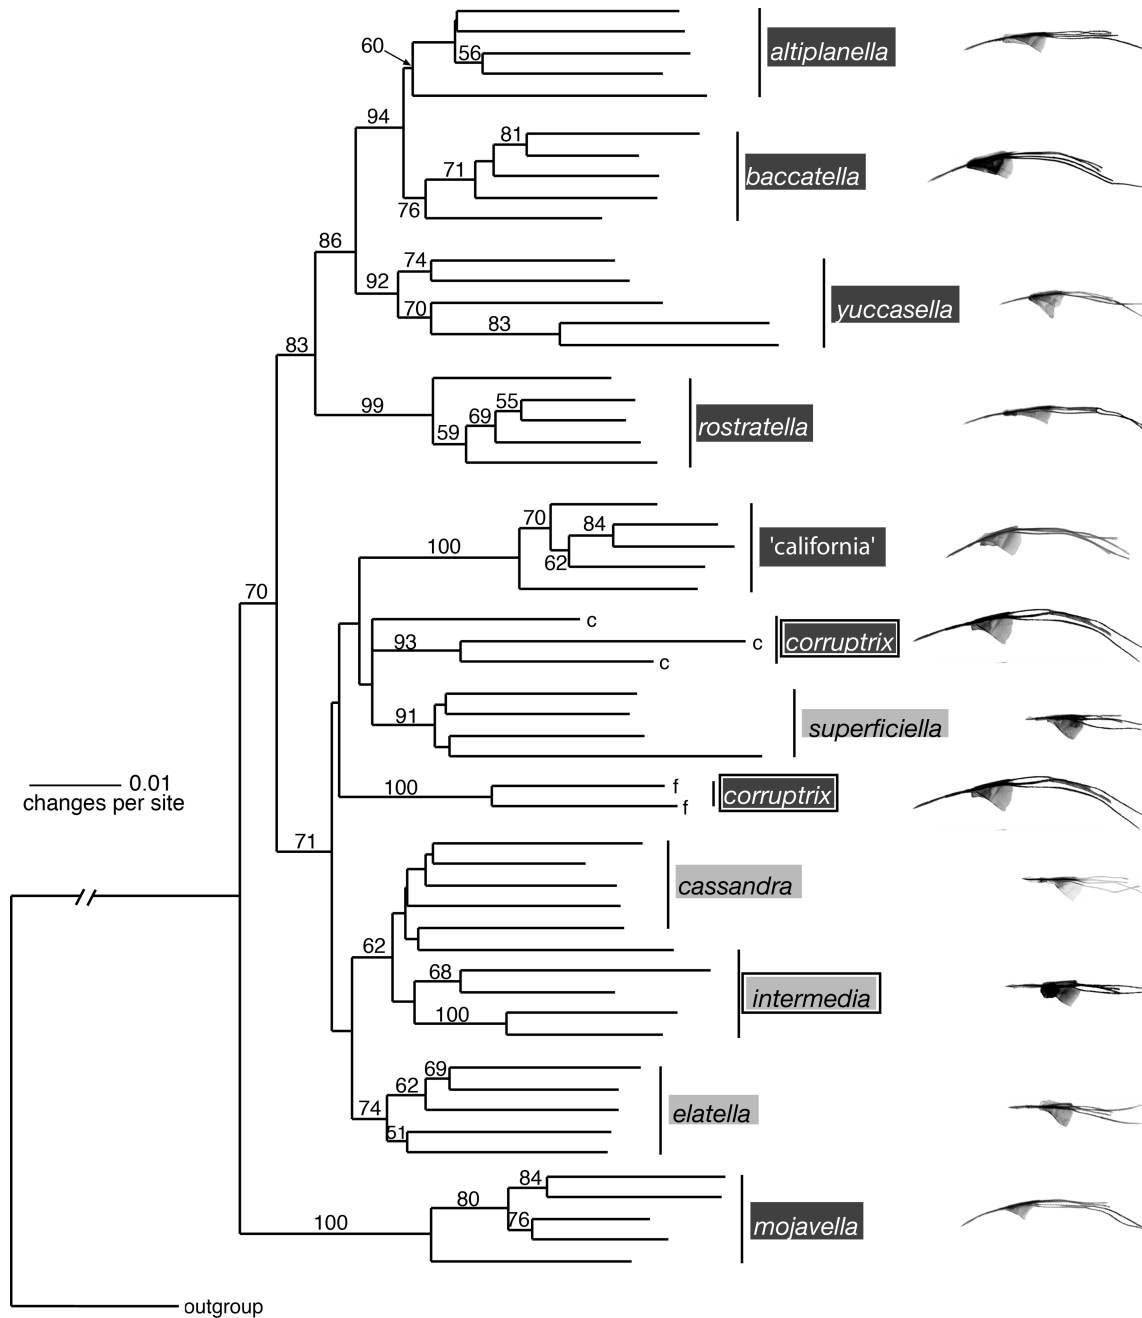 60
56
altiplanella
94
81
71
baccatella
76
86
74
92
70
yuccasella
83
83
99
55
69
rostratella
59
70
84
100
'california'
62
70
c
93
c
corruptrix
c
91
superficiella
0.01
changes per site
100
f
corruptrix
f
71
cassandra
62
68
intermedia
100
69
62
74
elatella
51
84
80
76
mojavella
100
outgroup